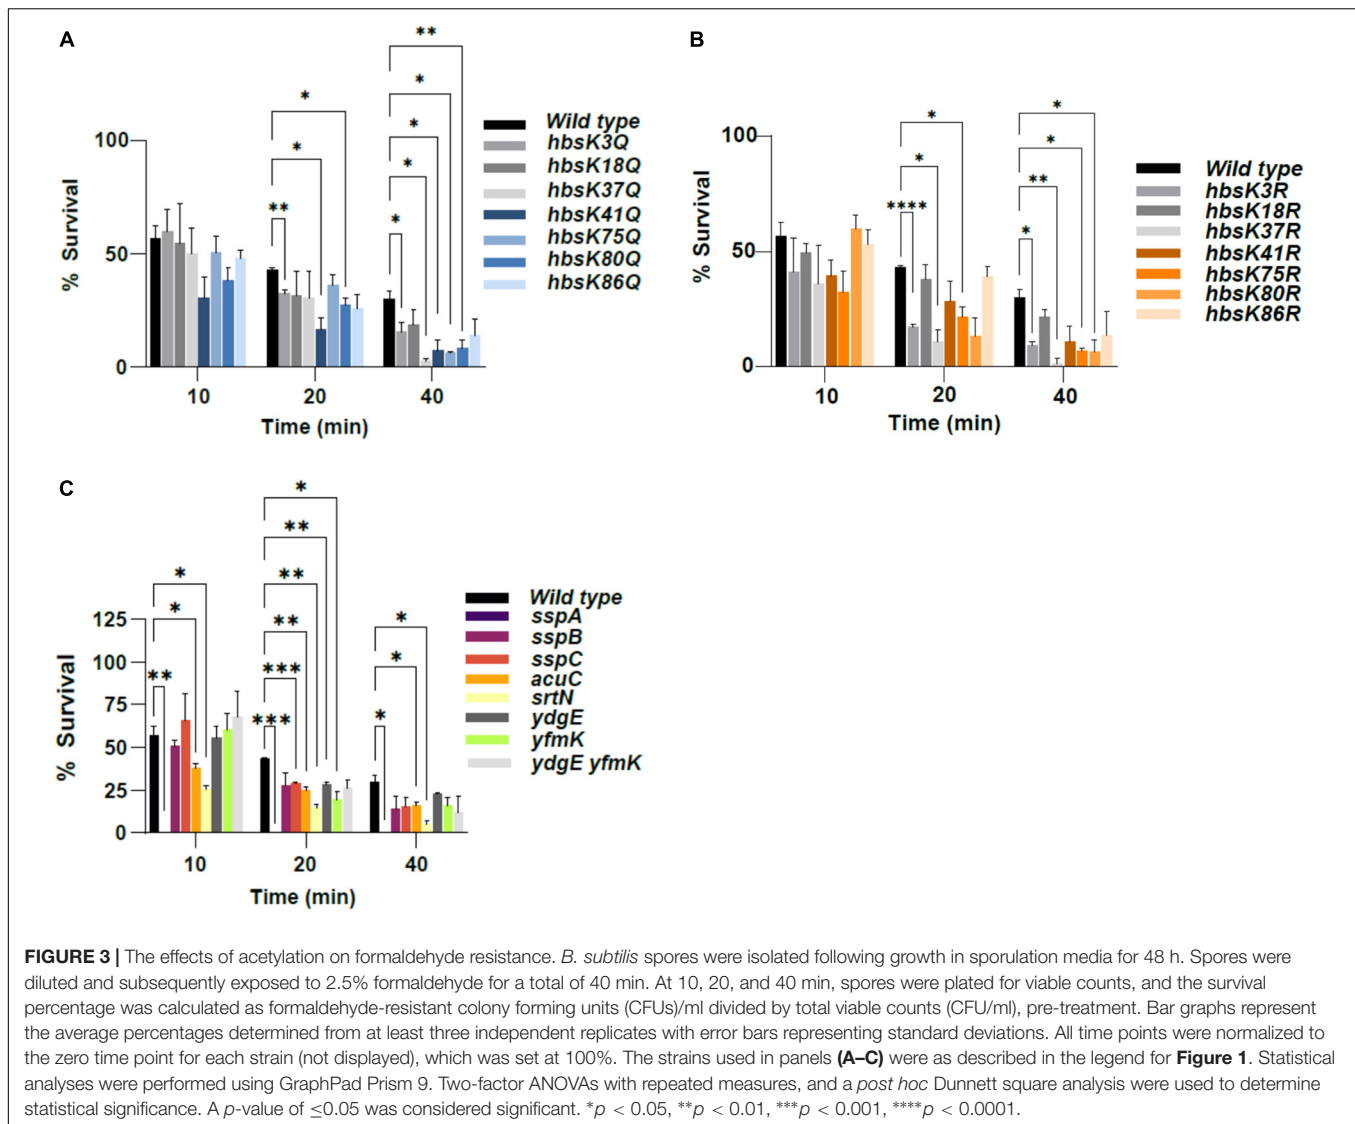 A
**
*
*
*
*
*
*
**
100
50
0
% Survival
10
20
40
Time (min)
Wild type
hbsK3Q
hbsK18Q
hbsK37Q
hbsK41Q
hbsK75Q
hbsK80Q
hbsK86Q
B
*
*
**
*
*
*
****
100
50
0
% Survival
10
20
40
Time (min)
Wild type
hbsK3R
hbsK18R
hbsK37R
hbsK41R
hbsK75R
hbsK80R
hbsK86R
C
*
*
**
*
**
**
**
***
***
*
*
*
125
100
75
50
25
0
% Survival
10
20
40
Time (min)
Wild type
sspA
sspB
sspC
acuC
srtN
ydgE
yfmK
ydgE yfmK
FIGURE 3 | The effects of acetylation on formaldehyde resistance. B. subtilis spores were isolated following growth in sporulation media for 48 h. Spores were
diluted and subsequently exposed to 2.5% formaldehyde for a total of 40 min. At 10, 20, and 40 min, spores were plated for viable counts, and the survival
percentage was calculated as formaldehyde-resistant colony forming units (CFUs)/ml divided by total viable counts (CFU/ml), pre-treatment. Bar graphs represent
the average percentages determined from at least three independent replicates with error bars representing standard deviations. All time points were normalized to
the zero time point for each strain (not displayed), which was set at 100%. The strains used in panels (A–C) were as described in the legend for Figure 1. Statistical
analyses were performed using GraphPad Prism 9. Two-factor ANOVAs with repeated measures, and a post hoc Dunnett square analysis were used to determine
statistical significance. A p-value of ≤0.05 was considered significant. *p < 0.05, **p < 0.01, ***p < 0.001, ****p < 0.0001.